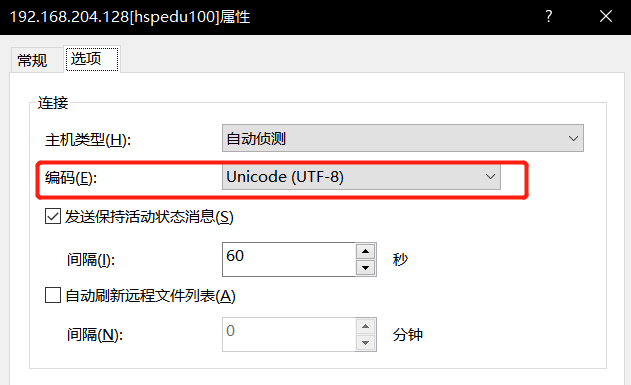 192.168.204.128[hspedu100]属性
常规 选项
连接
主机类型(H): 自动侦测
编码(E): Unicode (UTF-8)
发送保持活动状态消息(S)
间隔(I): 60 秒
自动刷新远程文件列表(A)
间隔(N): 0 分钟